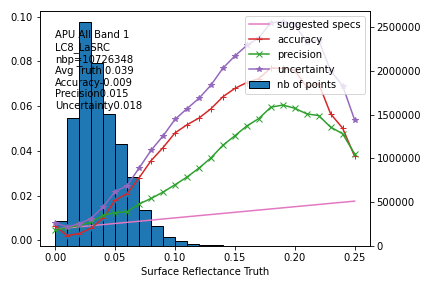 APU All Band 1
LC8_LaSRC
nbp=10726348
Avg Truth 0.039
Accuracy-0.009
Precision0.015
Uncertainty0.018
suggested specs
accuracy
precision
uncertainty
nb of points
0.10
0.08
0.06
0.04
0.02
0.00
2500000
2000000
1500000
1000000
500000
0
0.00 0.05 0.10 0.15 0.20 0.25
Surface Reflectance Truth